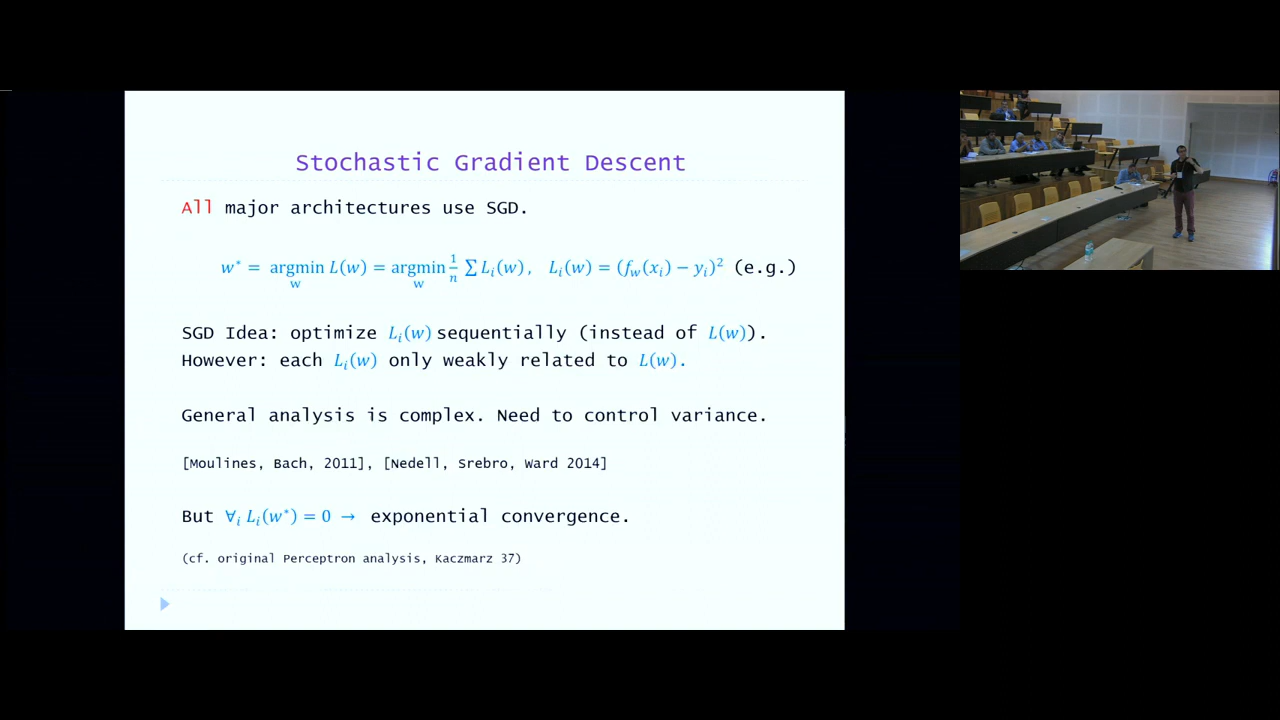 Stochastic Gradient Descent
All major architectures use SGD.
w* = argmin_w L(w) = argmin_w 1/n ∑ L_i(w), L_i(w) = (f_w(x_i) − y_i)² (e.g.)
SGD Idea: optimize L_i(w) sequentially (instead of L(w)).
However: each L_i(w) only weakly related to L(w).
General analysis is complex. Need to control variance.
[Moulines, Bach, 2011], [Nedell, Srebro, Ward 2014]
But ∀_i L_i(w*) = 0 → exponential convergence.
(cf. original Perceptron analysis, Kaczmarz 37)